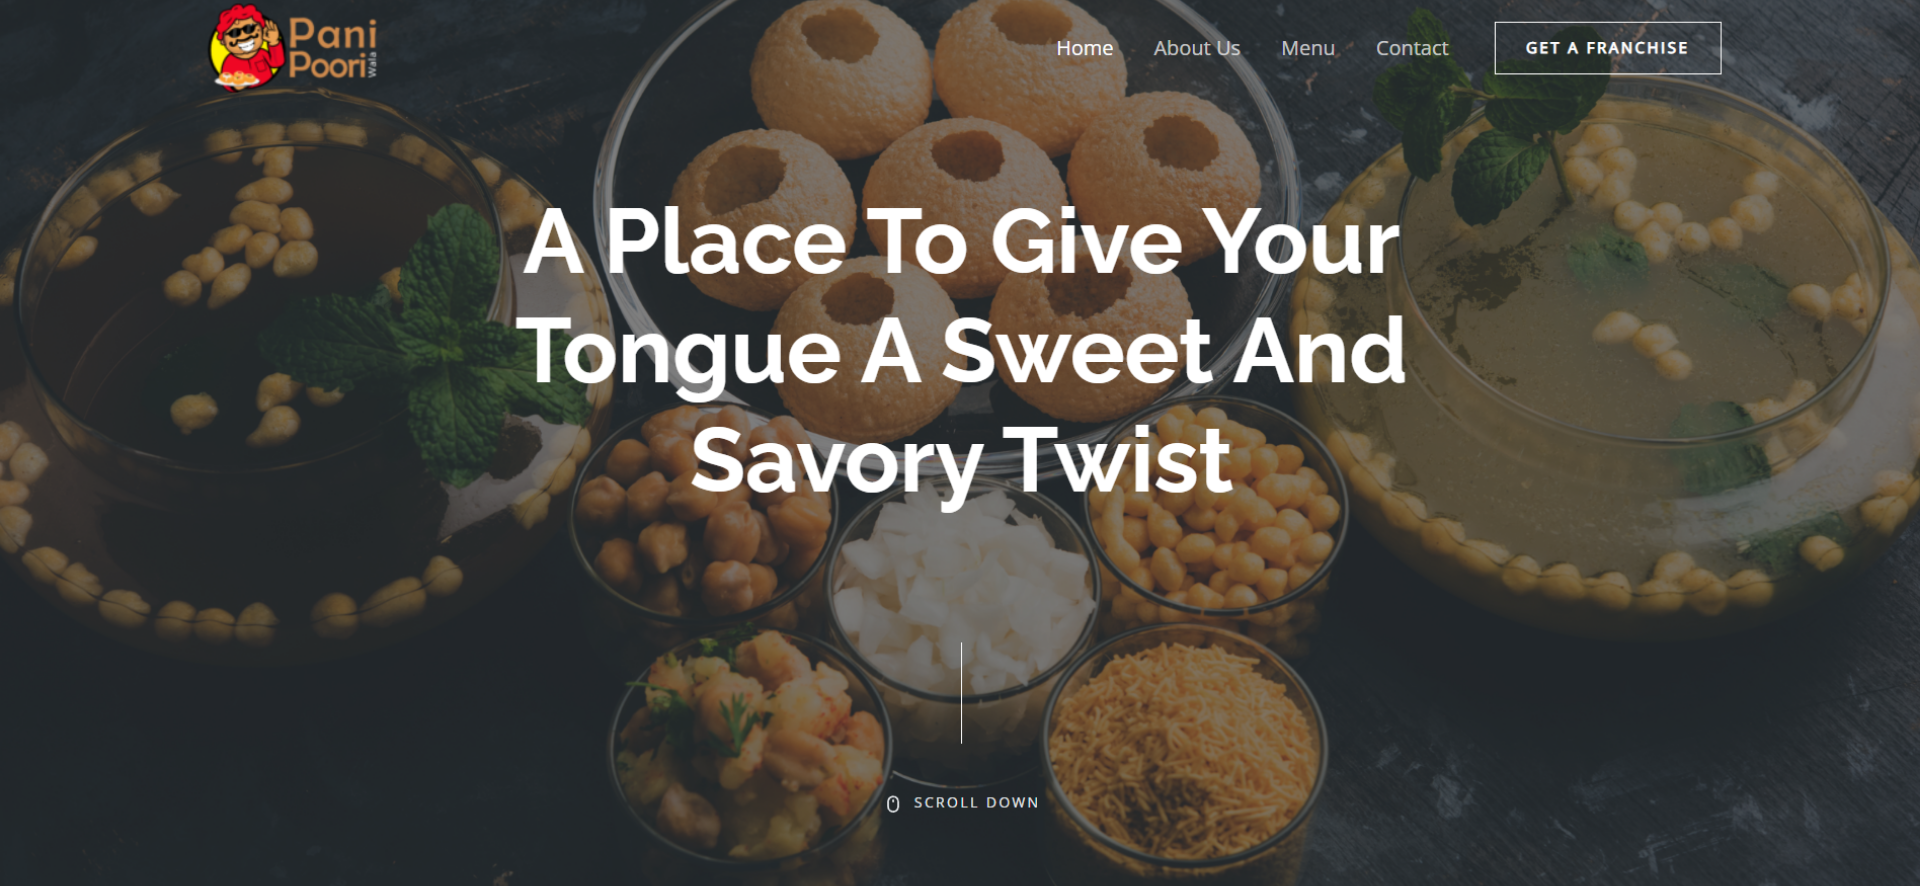 Pani
Poori
Wala
Home
About Us
Menu
Contact
GET A FRANCHISE
A Place To Give Your
Tongue A Sweet And
Savory Twist
SCROLL DOWN